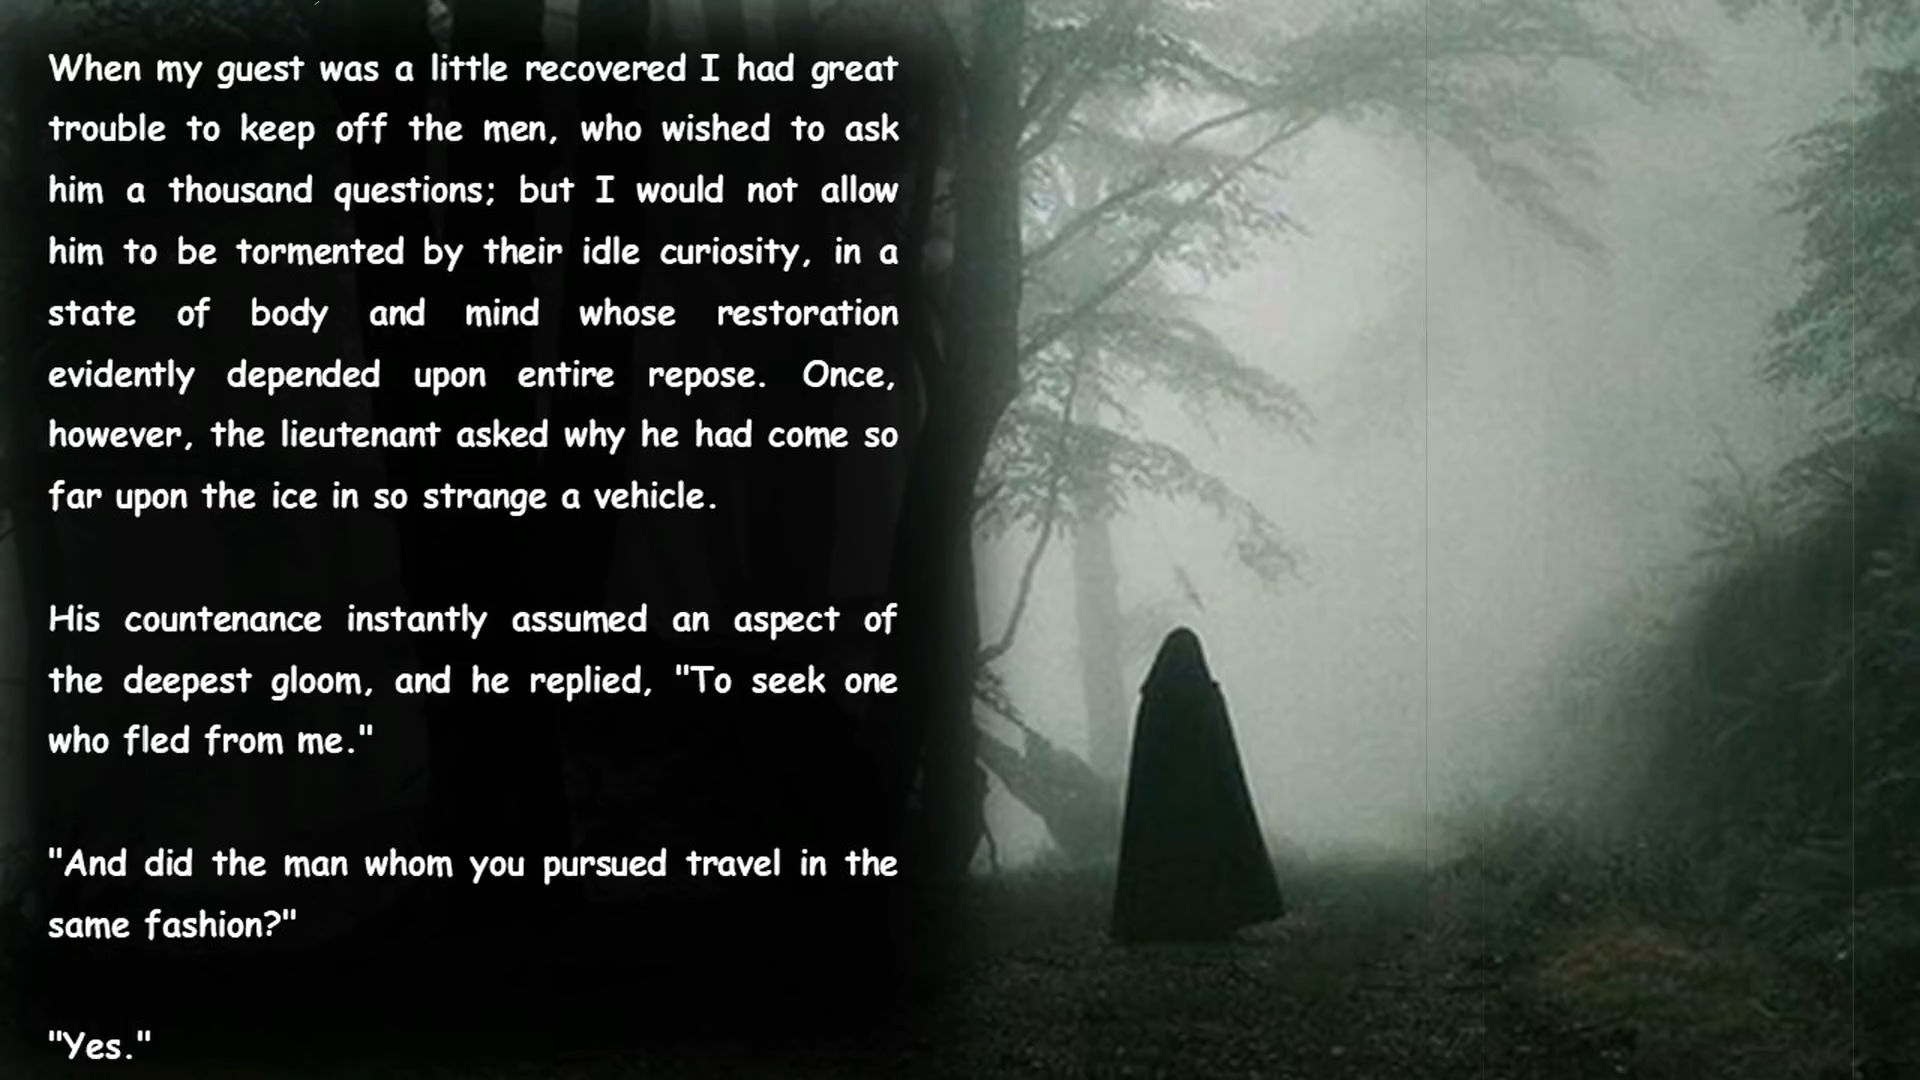 When my guest was a little recovered I had great
trouble to keep off the men, who wished to ask
him a thousand questions; but I would not allow
him to be tormented by their idle curiosity, in a
state of body and mind whose restoration
evidently depended upon entire repose. Once,
however, the lieutenant asked why he had come so
far upon the ice in so strange a vehicle.
His countenance instantly assumed an aspect of
the deepest gloom, and he replied, "To seek one
who fled from me."
"And did the man whom you pursued travel in the
same fashion?"
"Yes."